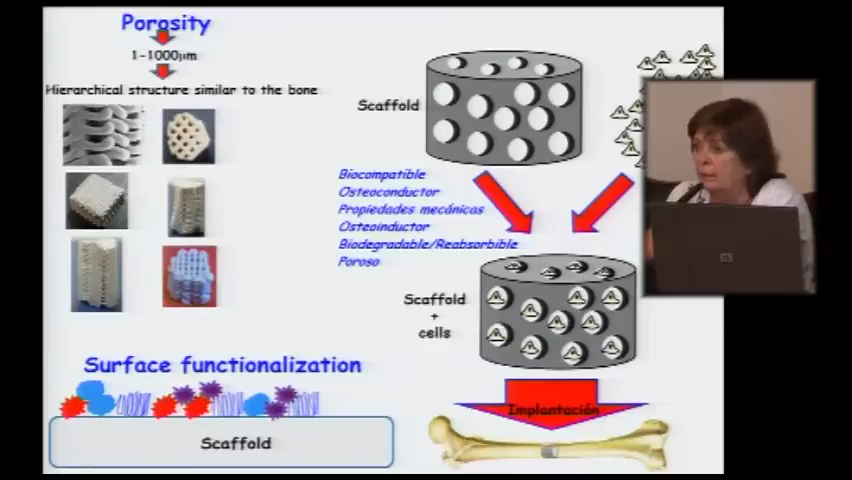 Porosity
1-1000µm
Hierarchical structure similar to the bone
Surface functionalization
Scaffold
Scaffold
Biocompatible
Osteoconductor
Propiedades mecánicas
Osteoinductor
Biodegradable/Reabsorbible
Poroso
Scaffold
+
cells
Implantación